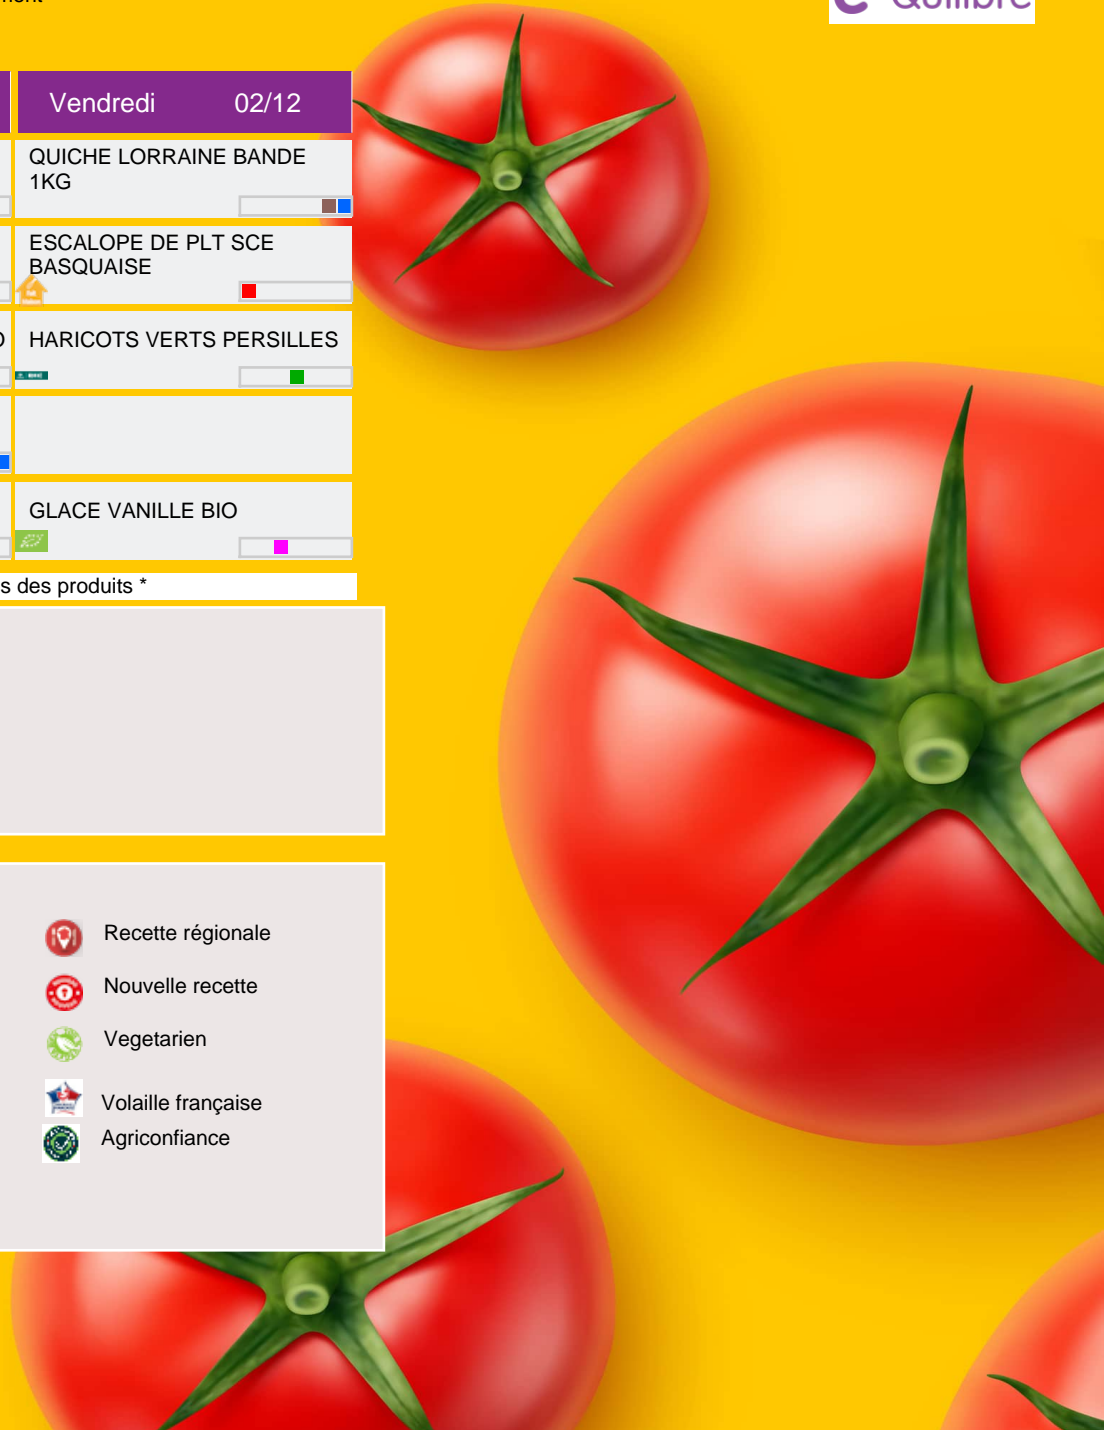 Vendredi 02/12
QUICHE LORRAINE BANDE
1KG
ESCALOPE DE PLT SCE
BASQUAISE
HARICOTS VERTS PERSILLES
GLACE VANILLE BIO
s des produits *
Recette régionale
Nouvelle recette
Vegetarien
Volaille française
Agriconfiance